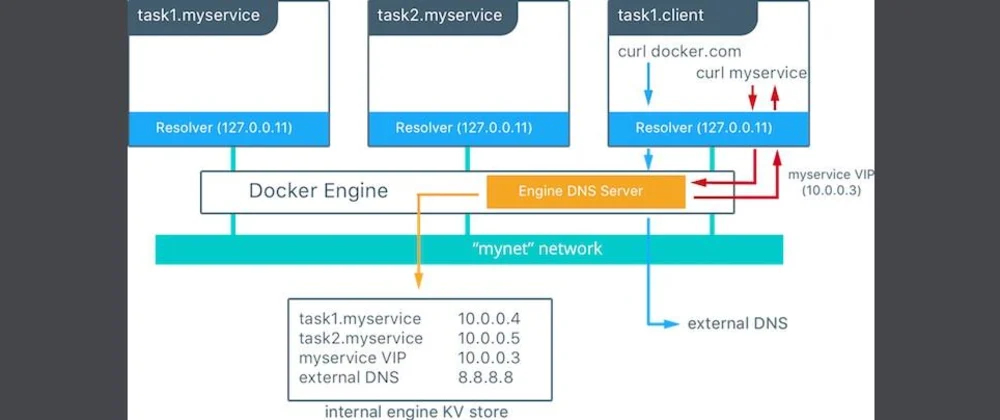 task1.myservice
task2.myservice
task1.client
curl docker.com
curl myservice
Resolver (127.0.0.11)
Resolver (127.0.0.11)
Resolver (127.0.0.11)
myservice VIP
(10.0.0.3)
Docker Engine
Engine DNS Server
“mynet” network
task1.myservice 10.0.0.4
task2.myservice 10.0.0.5
myservice VIP 10.0.0.3
external DNS 8.8.8.8
external DNS
internal engine KV store